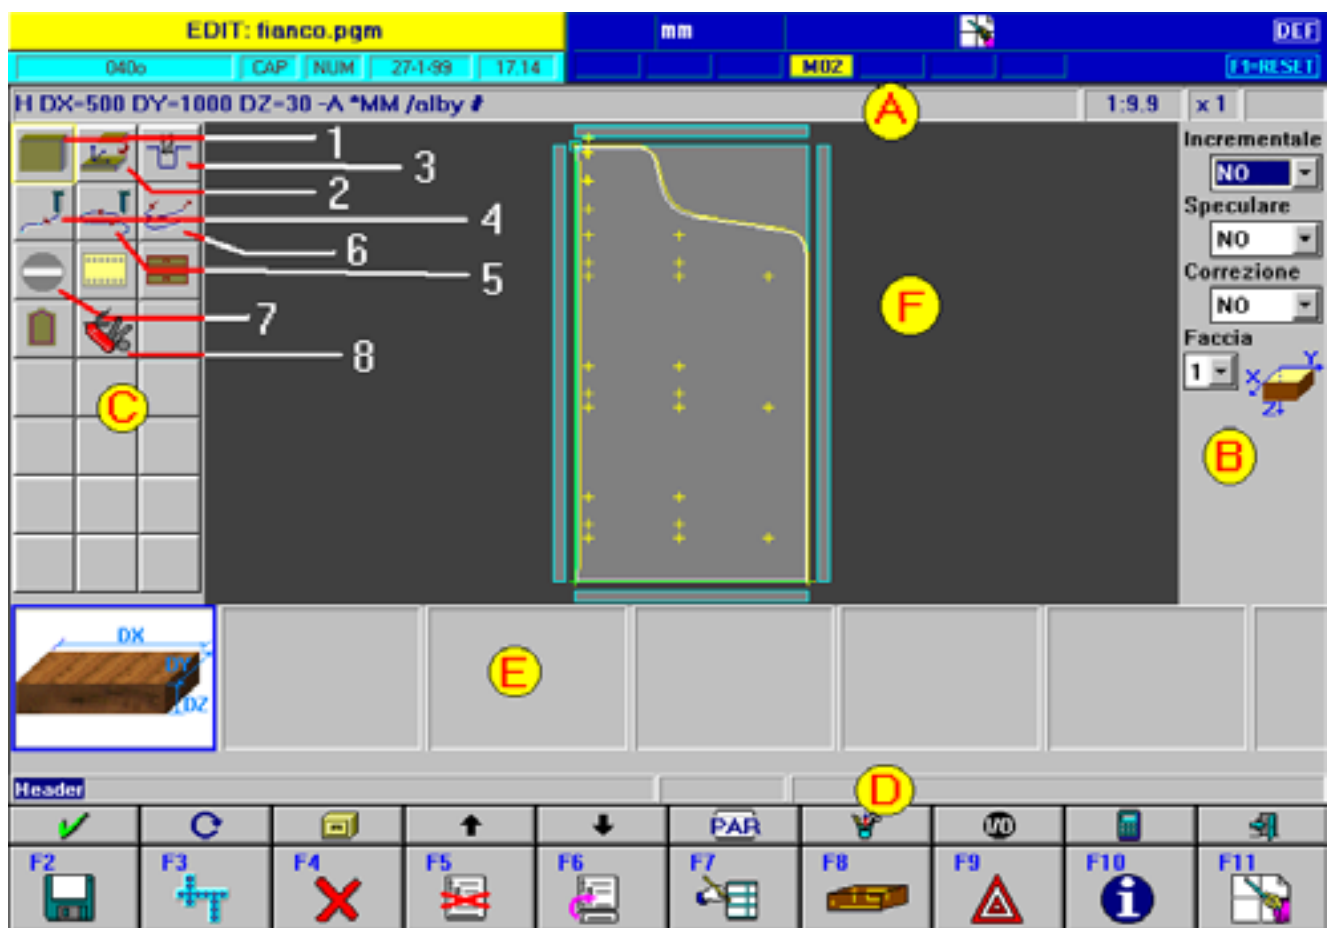 EDIT: fianco.pgm mm DEF
040o CAP NUM 27-1-99 17.14 M02 F1=RESET
H DX=500 DY=1000 DZ=30 -A *MM /alby # A 1:9.9 x 1
1
2
3
4
5
6
7
8
C
F
Incrementale
NO
Speculare
NO
Correzione
NO
Faccia
1
X Y
Z
B
DX
DY
DZ
E
Header
D
PAR I/O
F2 F3 F4 F5 F6 F7 F8 F9 F10 F11